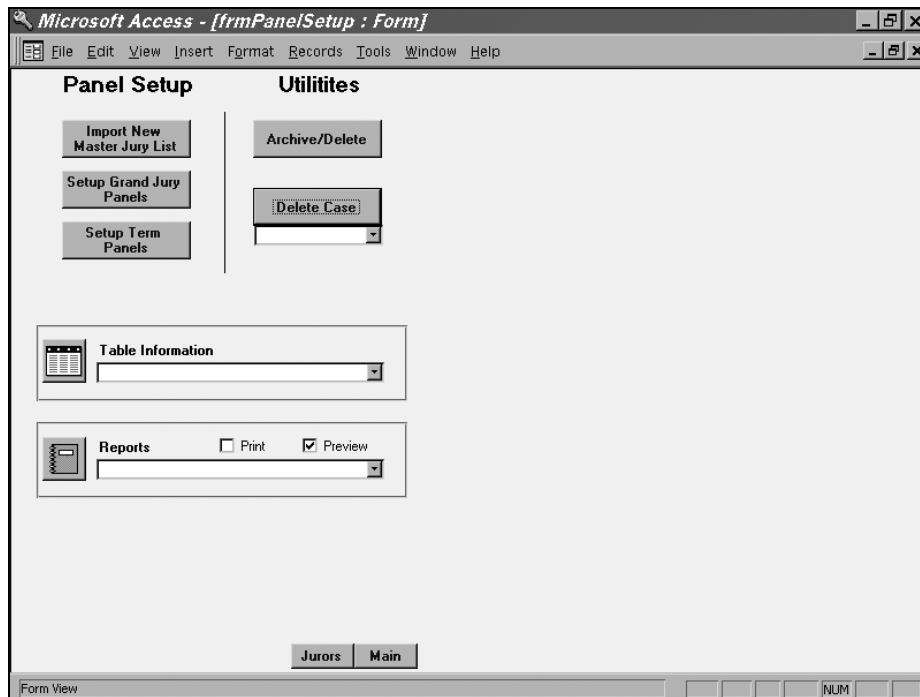 Microsoft Access - [frmPanelSetup : Form]
File Edit View Insert Format Records Tools Window Help
Panel Setup
Utilitites
Import New
Master Jury List
Archive/Delete
Setup Grand Jury
Panels
Delete Case
Setup Term
Panels
Table Information
Reports
Print
Preview
Jurors
Main
Form View
NUM